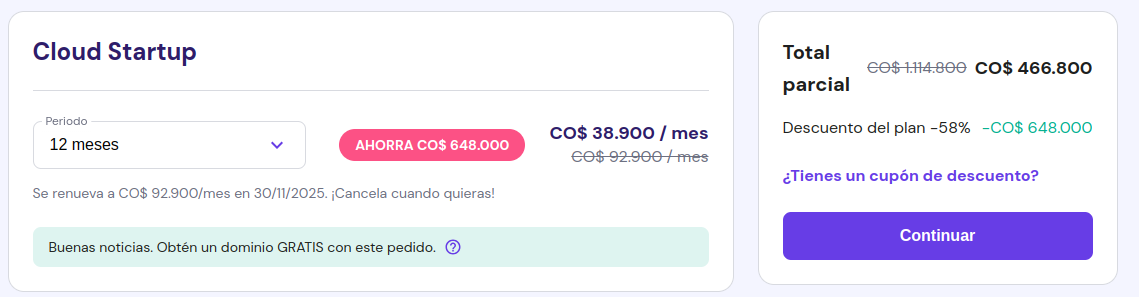 Cloud Startup
Periodo
12 meses
AHORRA CO$ 648.000
CO$ 38.900 / mes
CO$ 92.900 / mes
Se renueva a CO$ 92.900/mes en 30/11/2025. ¡Cancela cuando quieras!
Buenas noticias. Obtén un dominio GRATIS con este pedido.
Total
parcial
CO$ 1.114.800 CO$ 466.800
Descuento del plan -58% -CO$ 648.000
¿Tienes un cupón de descuento?
Continuar